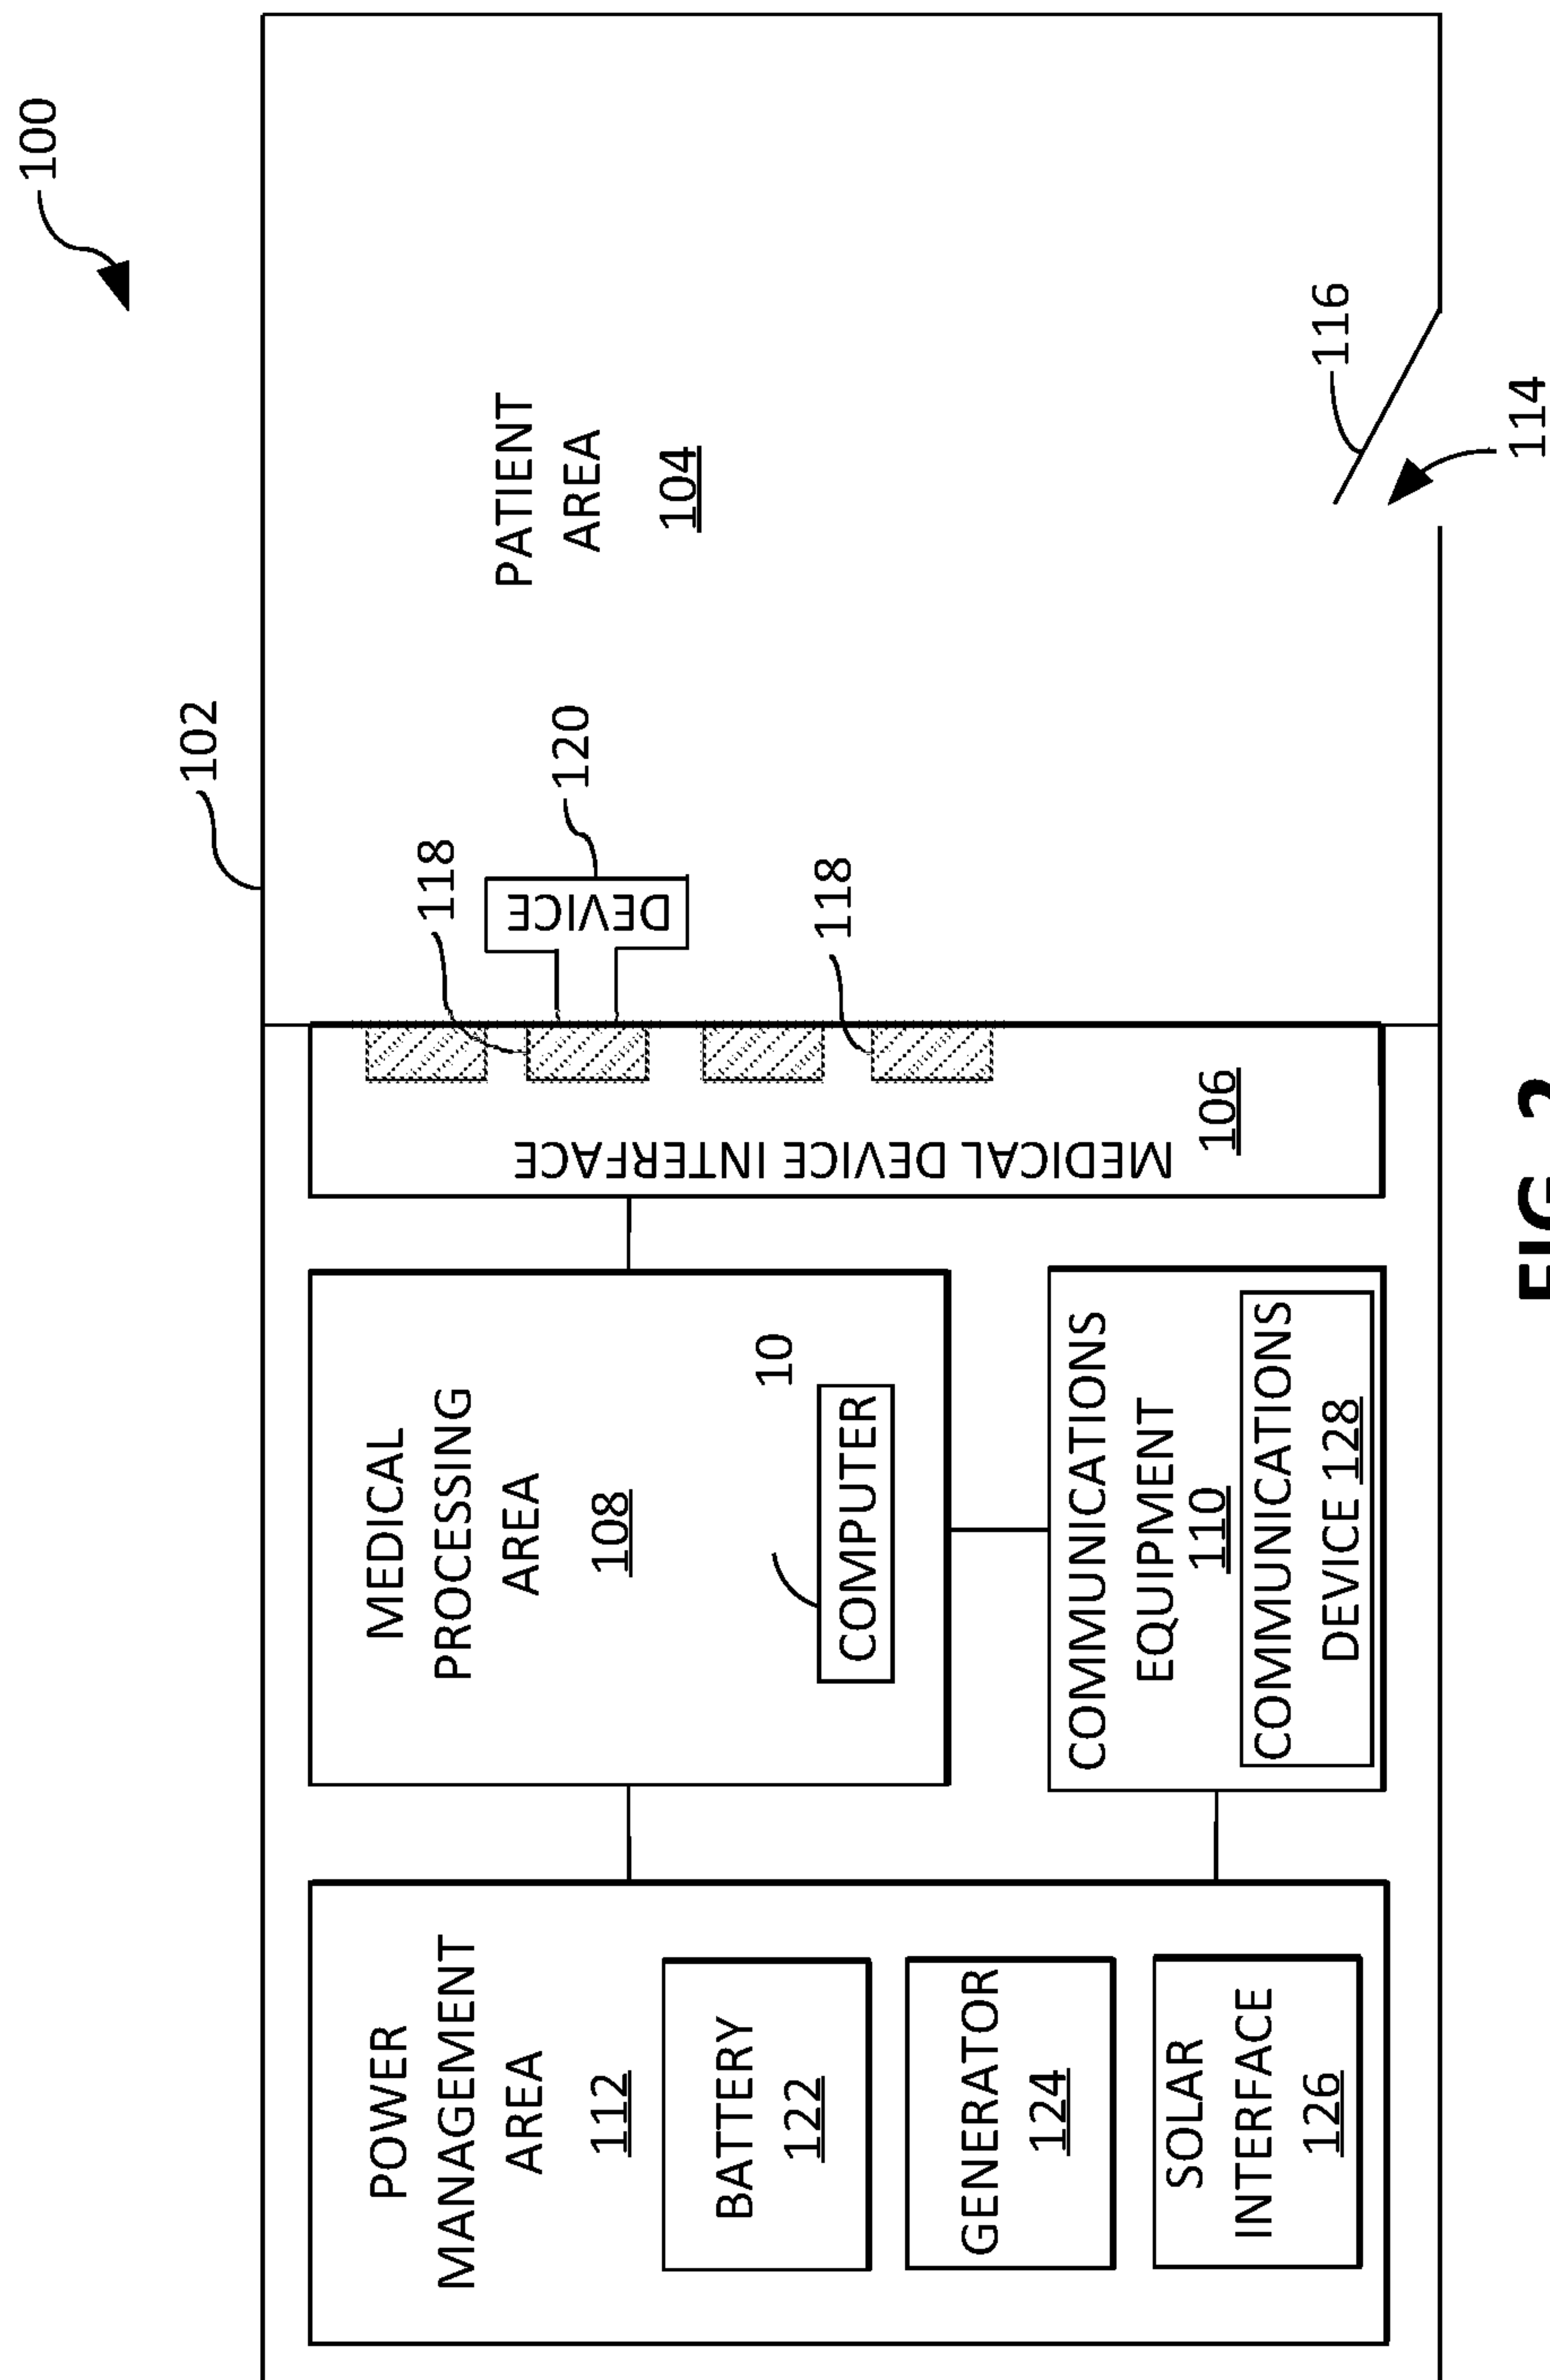 100
102
POWER
MANAGEMENT
AREA
112
BATTERY
122
GENERATOR
124
SOLAR
INTERFACE
126
MEDICAL
PROCESSING
AREA
108
10
COMPUTER
COMMUNICATIONS
EQUIPMENT
110
COMMUNICATIONS
DEVICE 128
MEDICAL DEVICE INTERFACE
106
118
DEVICE
120
118
PATIENT
AREA
104
116
114
FIG. 2